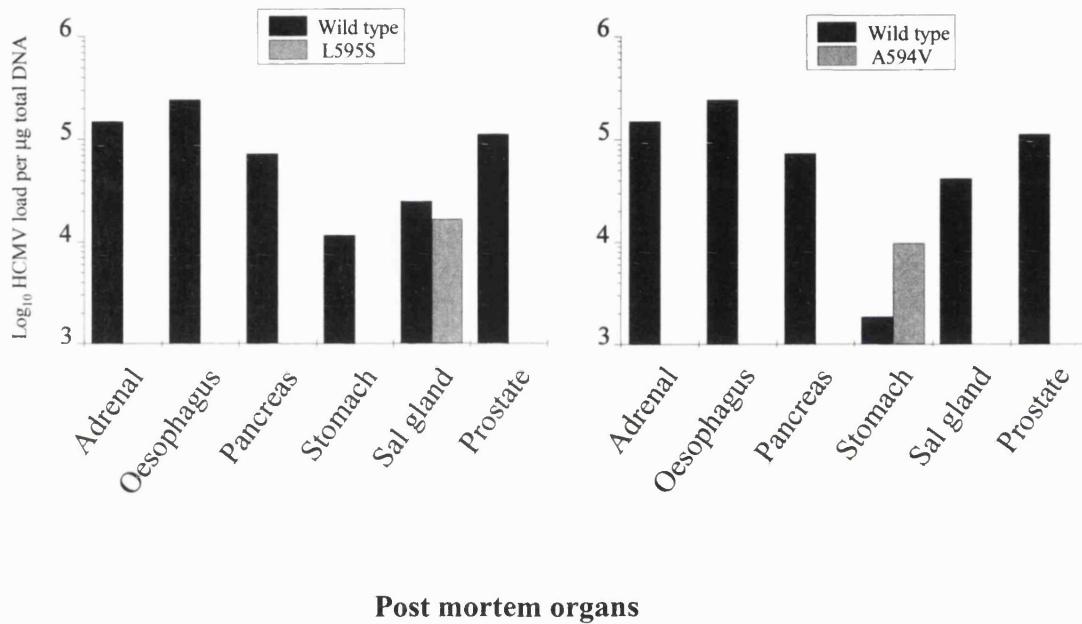 Log10 HCMV load per µg total DNA
6
5
4
3
Wild type
L595S
Adrenal
Oesophagus
Pancreas
Stomach
Sal gland
Prostate
6
5
4
3
Wild type
A594V
Adrenal
Oesophagus
Pancreas
Stomach
Sal gland
Prostate
Post mortem organs